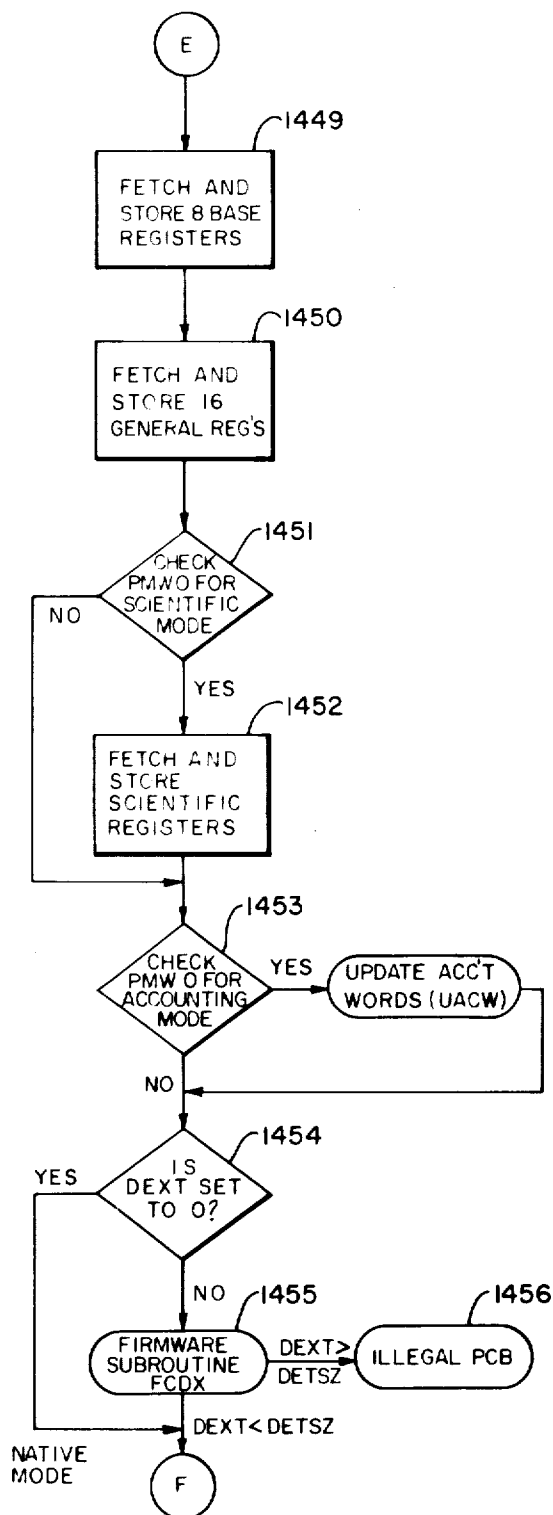 E
1449
FETCH AND
STORE 8 BASE
REGISTERS
1450
FETCH AND
STORE 16
GENERAL REG'S
1451
CHECK
PMWO FOR
SCIENTIFIC
MODE
NO
YES
1452
FETCH AND
STORE
SCIENTIFIC
REGISTERS
1453
CHECK
PMW O FOR
ACCOUNTING
MODE
YES
UPDATE ACC'T
WORDS (UACW)
NO
1454
IS
DEXT SET
TO O?
YES
NO
1455
FIRMWARE
SUBROUTINE
FCDX
DEXT>
DETSZ
1456
ILLEGAL PCB
DEXT<DETSZ
NATIVE
MODE
F